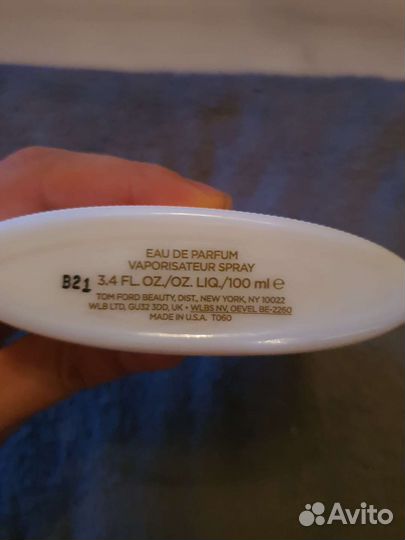 EAU DE PARFUM
VAPORISATEUR SPRAY
B21 3.4 FL. OZ./OZ. LIQ./100 ml ℮
TOM FORD BEAUTY, DIST., NEW YORK, NY 10022
WLB LTD, GU32 3DD, UK • WLBS NV, OEVEL BE-2260
MADE IN U.S.A. T060
Avito